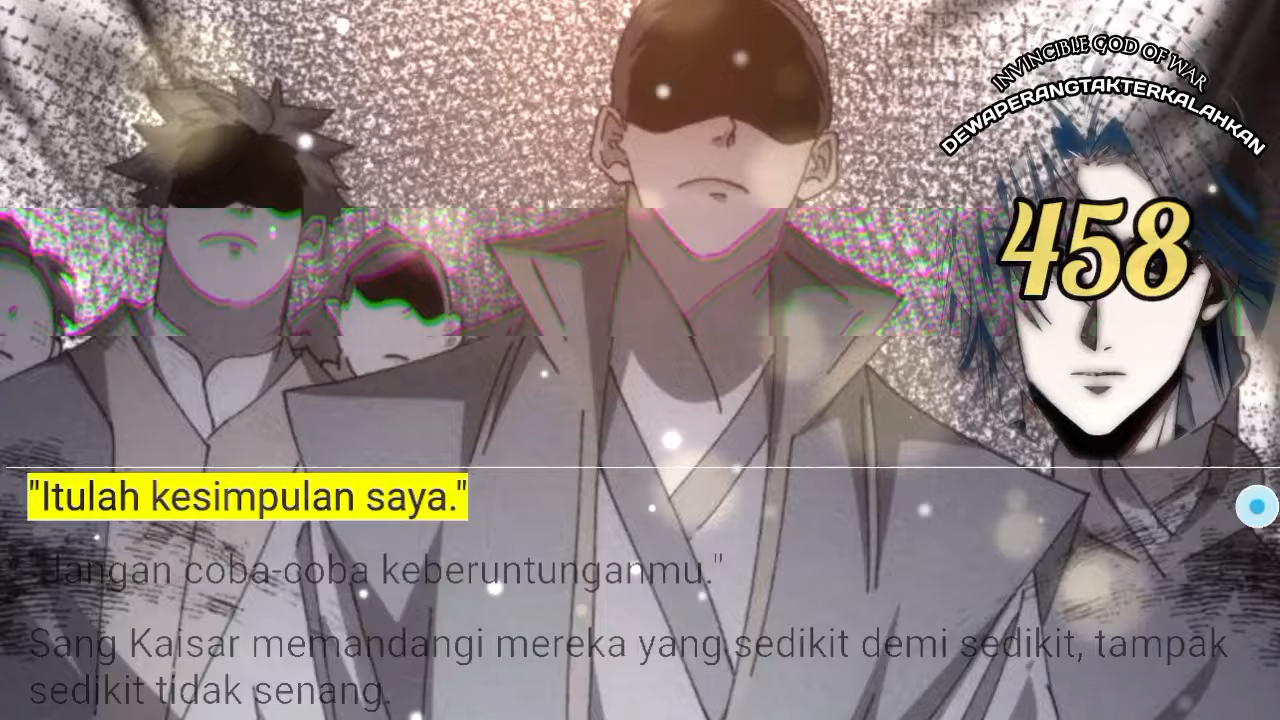 INVINCIBLE GOD OF WAR
DEWAPERANGTAKTERKALAHKAN
458
"Itulah kesimpulan saya."
"Jangan coba-coba keberuntunganmu."
Sang Kaisar memandangi mereka yang sedikit demi sedikit, tampak
sedikit tidak senang.